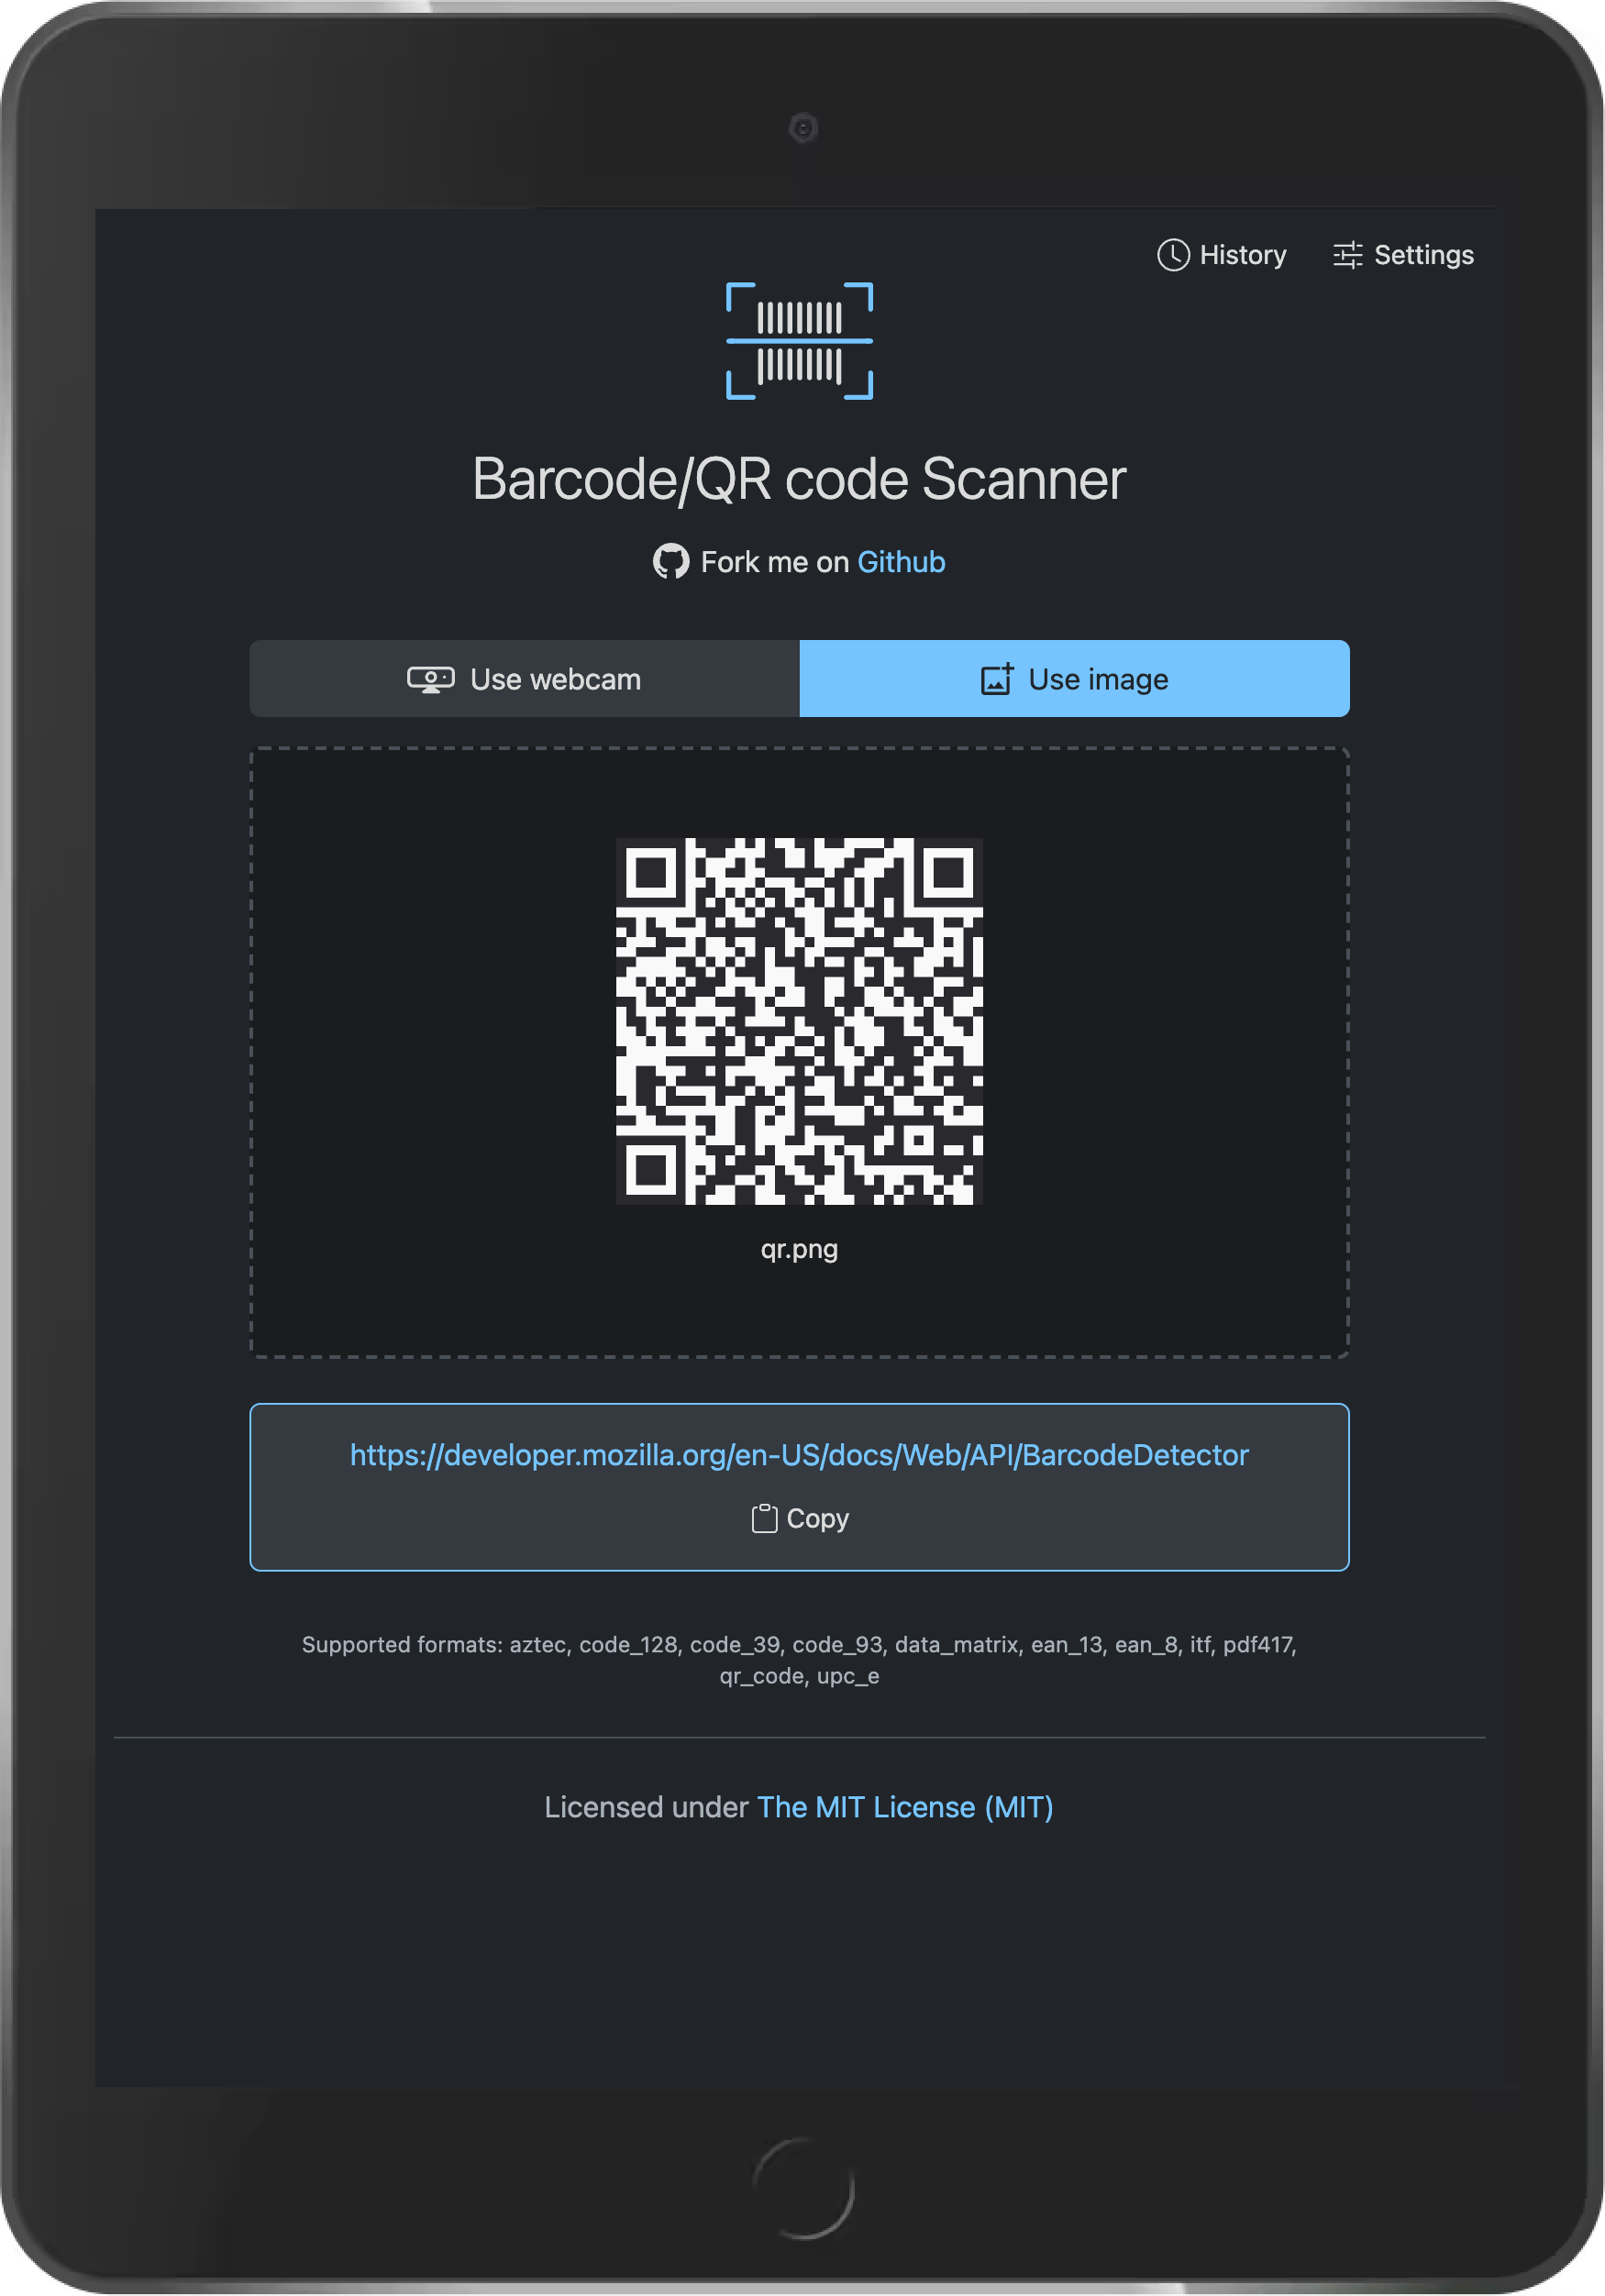 History
Settings
Barcode/QR code Scanner
Fork me on Github
Use webcam
Use image
qr.png
https://developer.mozilla.org/en-US/docs/Web/API/BarcodeDetector
Copy
Supported formats: aztec, code_128, code_39, code_93, data_matrix, ean_13, ean_8, itf, pdf417,
qr_code, upc_e
Licensed under The MIT License (MIT)